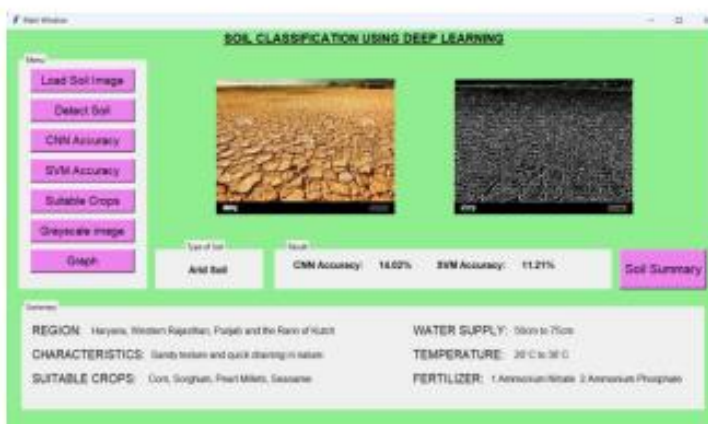 Main Window
SOIL CLASSIFICATION USING DEEP LEARNING
Menu
Load Soil Image
Detect Soil
CNN Accuracy
SVM Accuracy
Suitable Crops
Greyscale Image
Graph
Type of Soil
Arid Soil
Result
CNN Accuracy: 14.02% SVM Accuracy: 11.21%
Soil Summary
Summary
REGION: Haryana, Western Rajasthan, Punjab and the Rann of Kutch
CHARACTERISTICS: Sandy texture and quick draining in nature
SUITABLE CROPS: Corn, Sorghum, Pearl Millets, Seasame
WATER SUPPLY: 50cm to 75cm
TEMPERATURE: 20°C to 30°C
FERTILIZER: 1.Ammonium Nitrate 2.Ammonium Phosphate